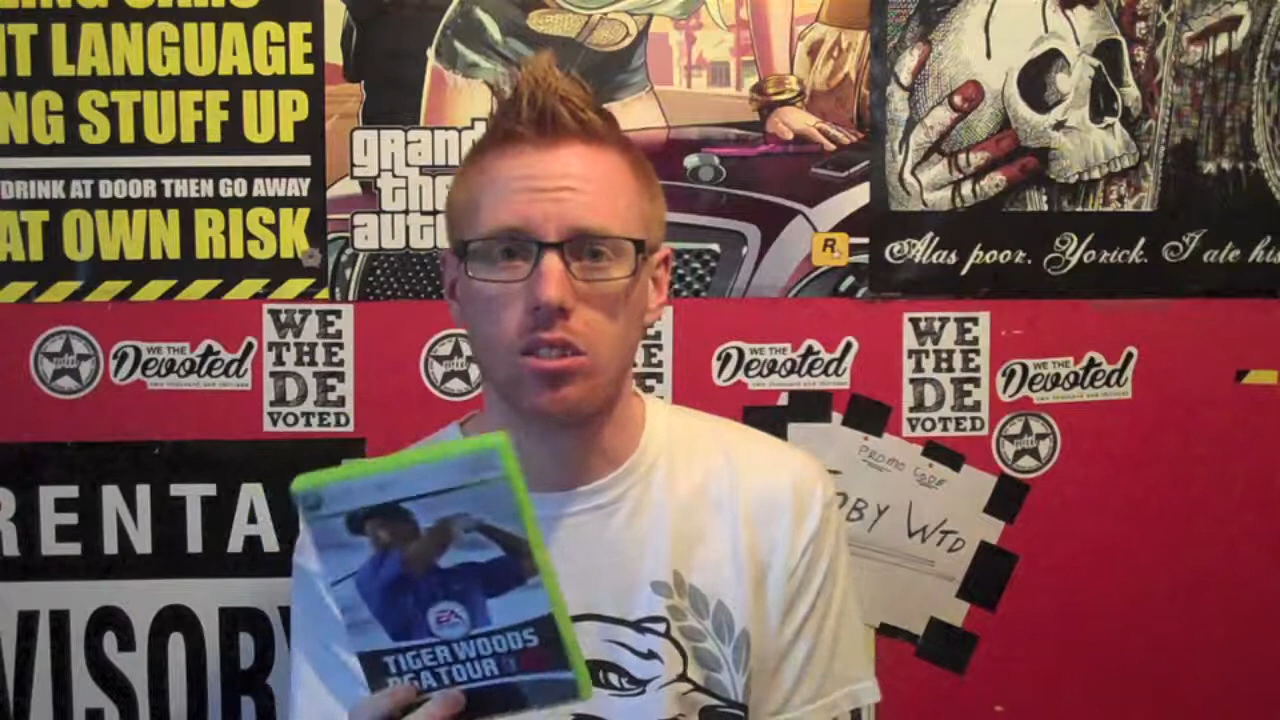 IT LANGUAGE
NG STUFF UP
DRINK AT DOOR THEN GO AWAY
AT OWN RISK
grand
the
auto
R
Alas poor. Yorick. I ate his
WE THE
Devoted
WE
THE
DE
VOTED
WE THE
Devoted
WE
THE
DE
VOTED
WE THE
Devoted
PROMO CODE
OBY WTD
RENTA
VISORY
EA
TIGER WOODS
PGA TOUR